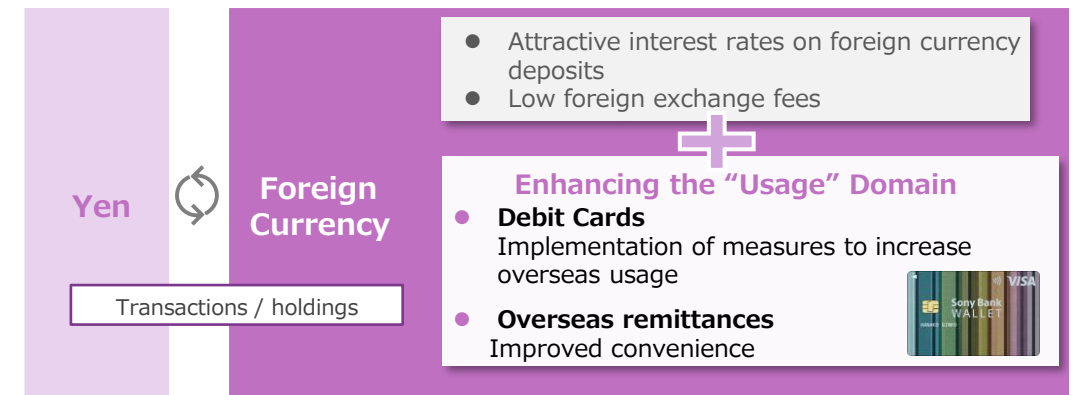 Yen
Foreign
Currency
Transactions / holdings
● Attractive interest rates on foreign currency
deposits
● Low foreign exchange fees
Enhancing the “Usage” Domain
● Debit Cards
Implementation of measures to increase
overseas usage
● Overseas remittances
Improved convenience
VISA
Sony Bank
WALLET